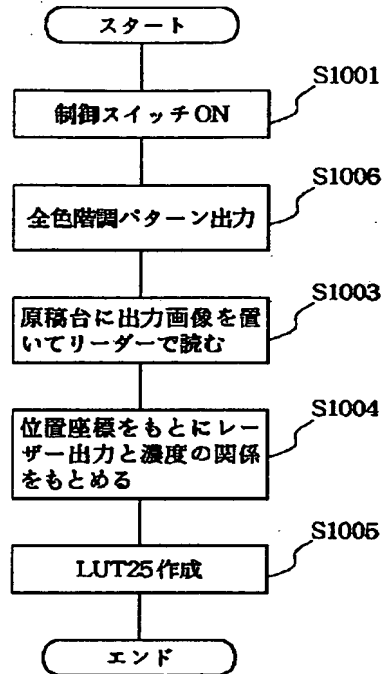 スタート
S1001
制御スイッチON
S1006
全色階調パターン出力
S1003
原稿台に出力画像を置
いてリーダーで読む
S1004
位置座標をもとにレー
ザー出力と濃度の関係
をもとめる
S1005
LUT25作成
エンド